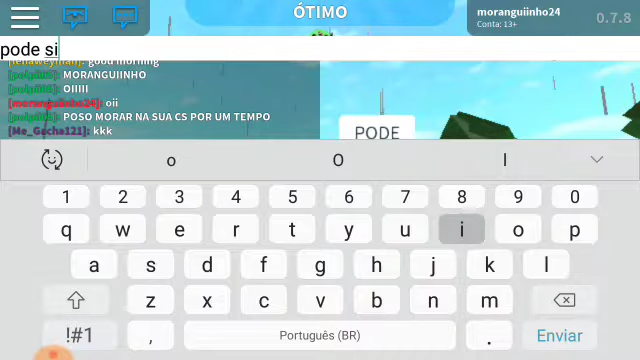 ÓTIMO
moranguiinho24
Conta: 13+
0.7.8
pode si
good morning
MORANGUIINHO
OIIIII
[moranguiinho24]: oii
POSO MORAR NA SUA CS POR UM TEMPO
[Me_Gacha121]: kkk
PODE
o O I
1 2 3 4 5 6 7 8 9 0
q w e r t y u i o p
a s d f g h j k l
z x c v b n m
!#1 , Português (BR) . Enviar